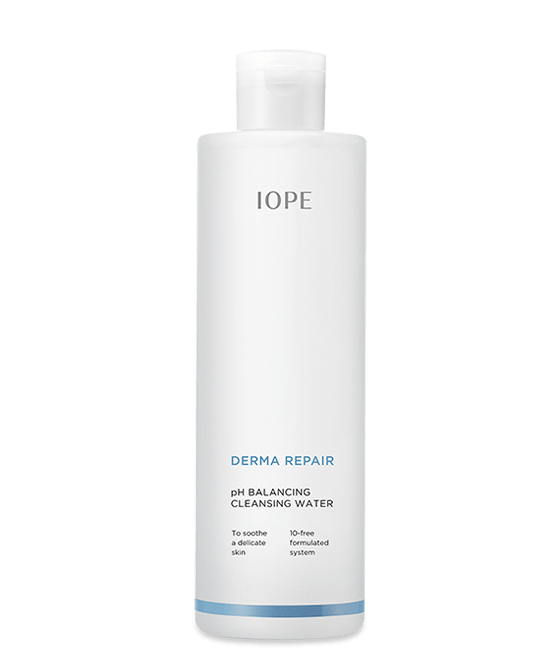 IOPE
DERMA REPAIR
pH BALANCING
CLEANSING WATER
To soothe
a delicate
skin
10-free
formulated
system